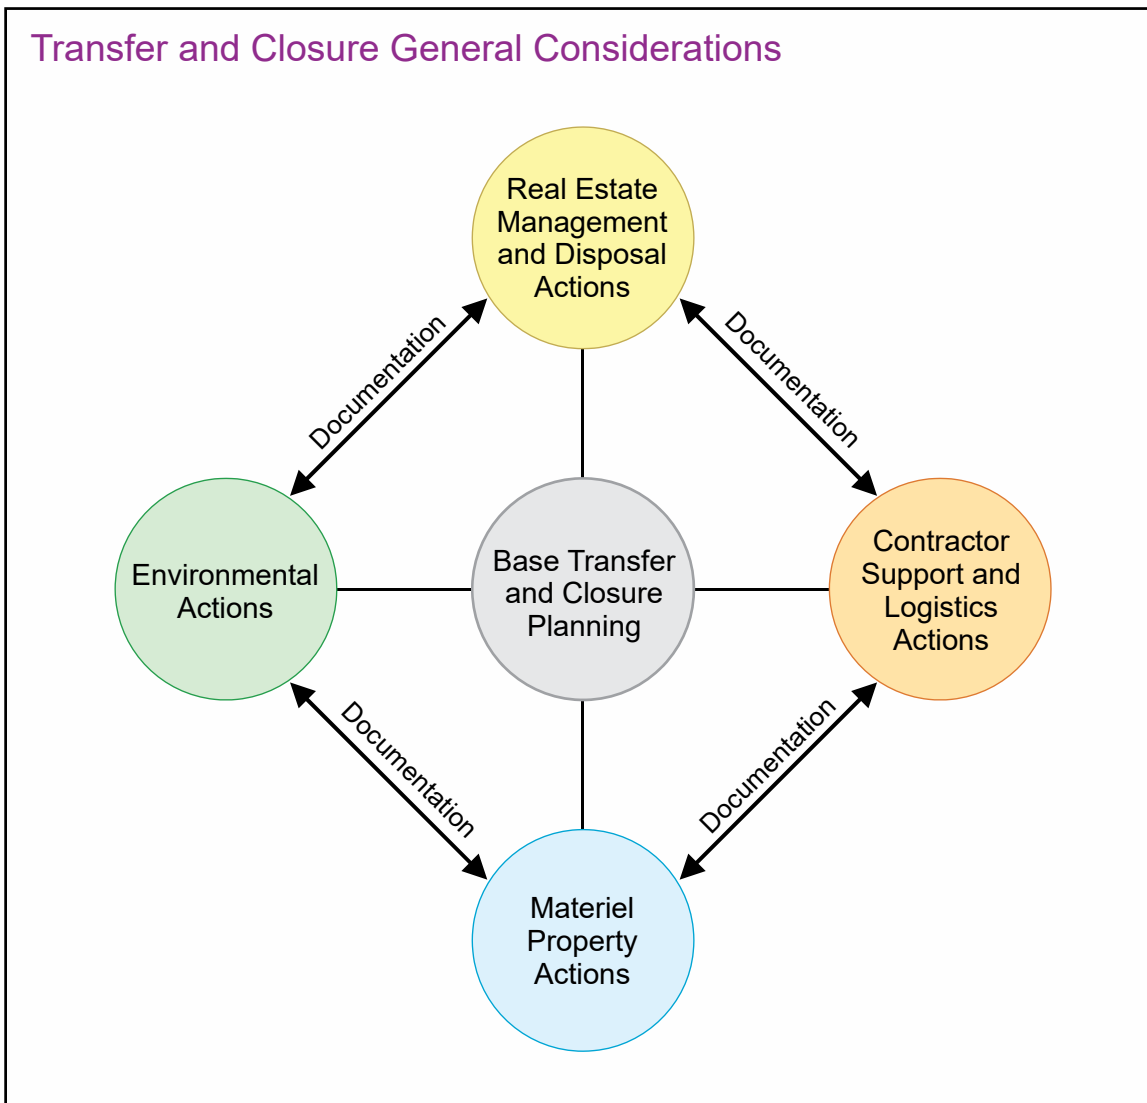 Transfer and Closure General Considerations
Real Estate
Management
and Disposal
Actions
Documentation
Documentation
Environmental
Actions
Base Transfer
and Closure
Planning
Contractor
Support and
Logistics
Actions
Documentation
Documentation
Materiel
Property
Actions